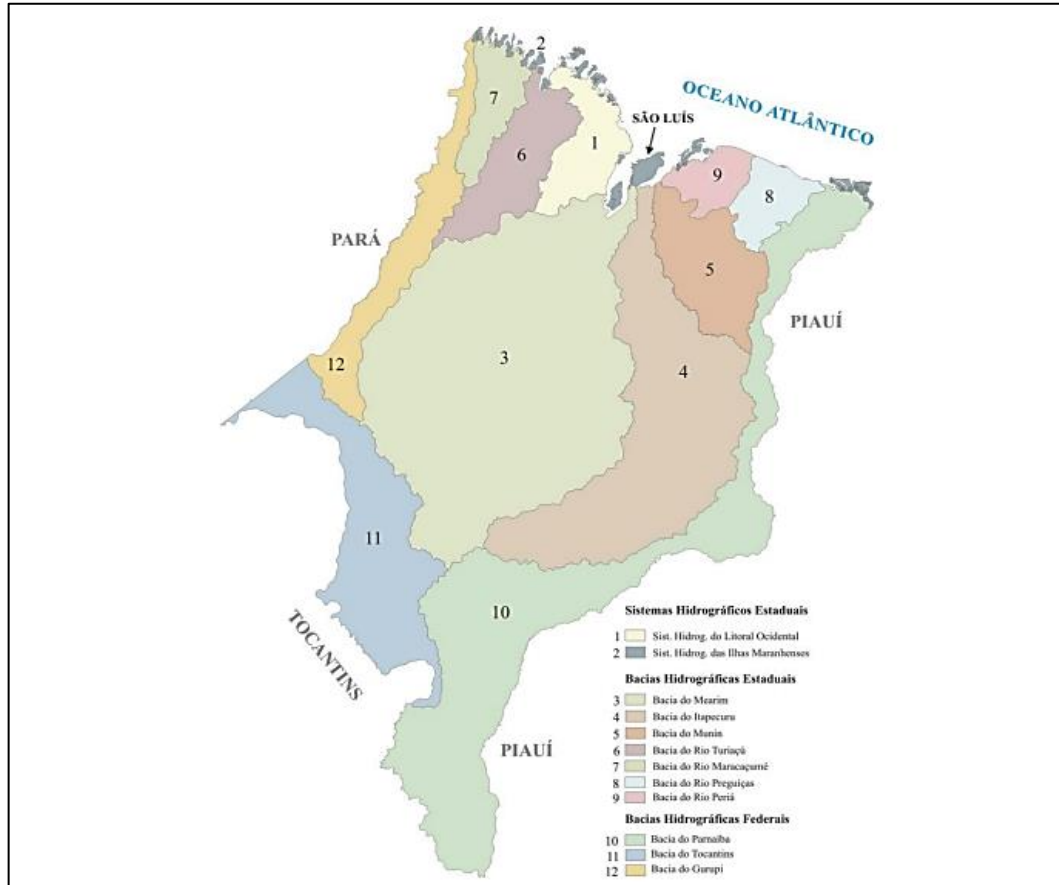 2
OCEANO ATLÂNTICO
7
SÃO LUÍS
1
6
9
8
PARÁ
5
PIAUÍ
3
12
4
11
10
TOCANTINS
PIAUÍ
Sistemas Hidrográficos Estaduais
1 Sist. Hidrog. do Litoral Ocidental
2 Sist. Hidrog. das Ilhas Maranhenses
Bacias Hidrográficas Estaduais
3 Bacia do Mearim
4 Bacia do Itapecuru
5 Bacia do Munin
6 Bacia do Rio Turiaçú
7 Bacia do Rio Maracaçumé
8 Bacia do Rio Preguiças
9 Bacia do Rio Periá
Bacias Hidrográficas Federais
10 Bacia do Parnaíba
11 Bacia do Tocantins
12 Bacia do Gurupi